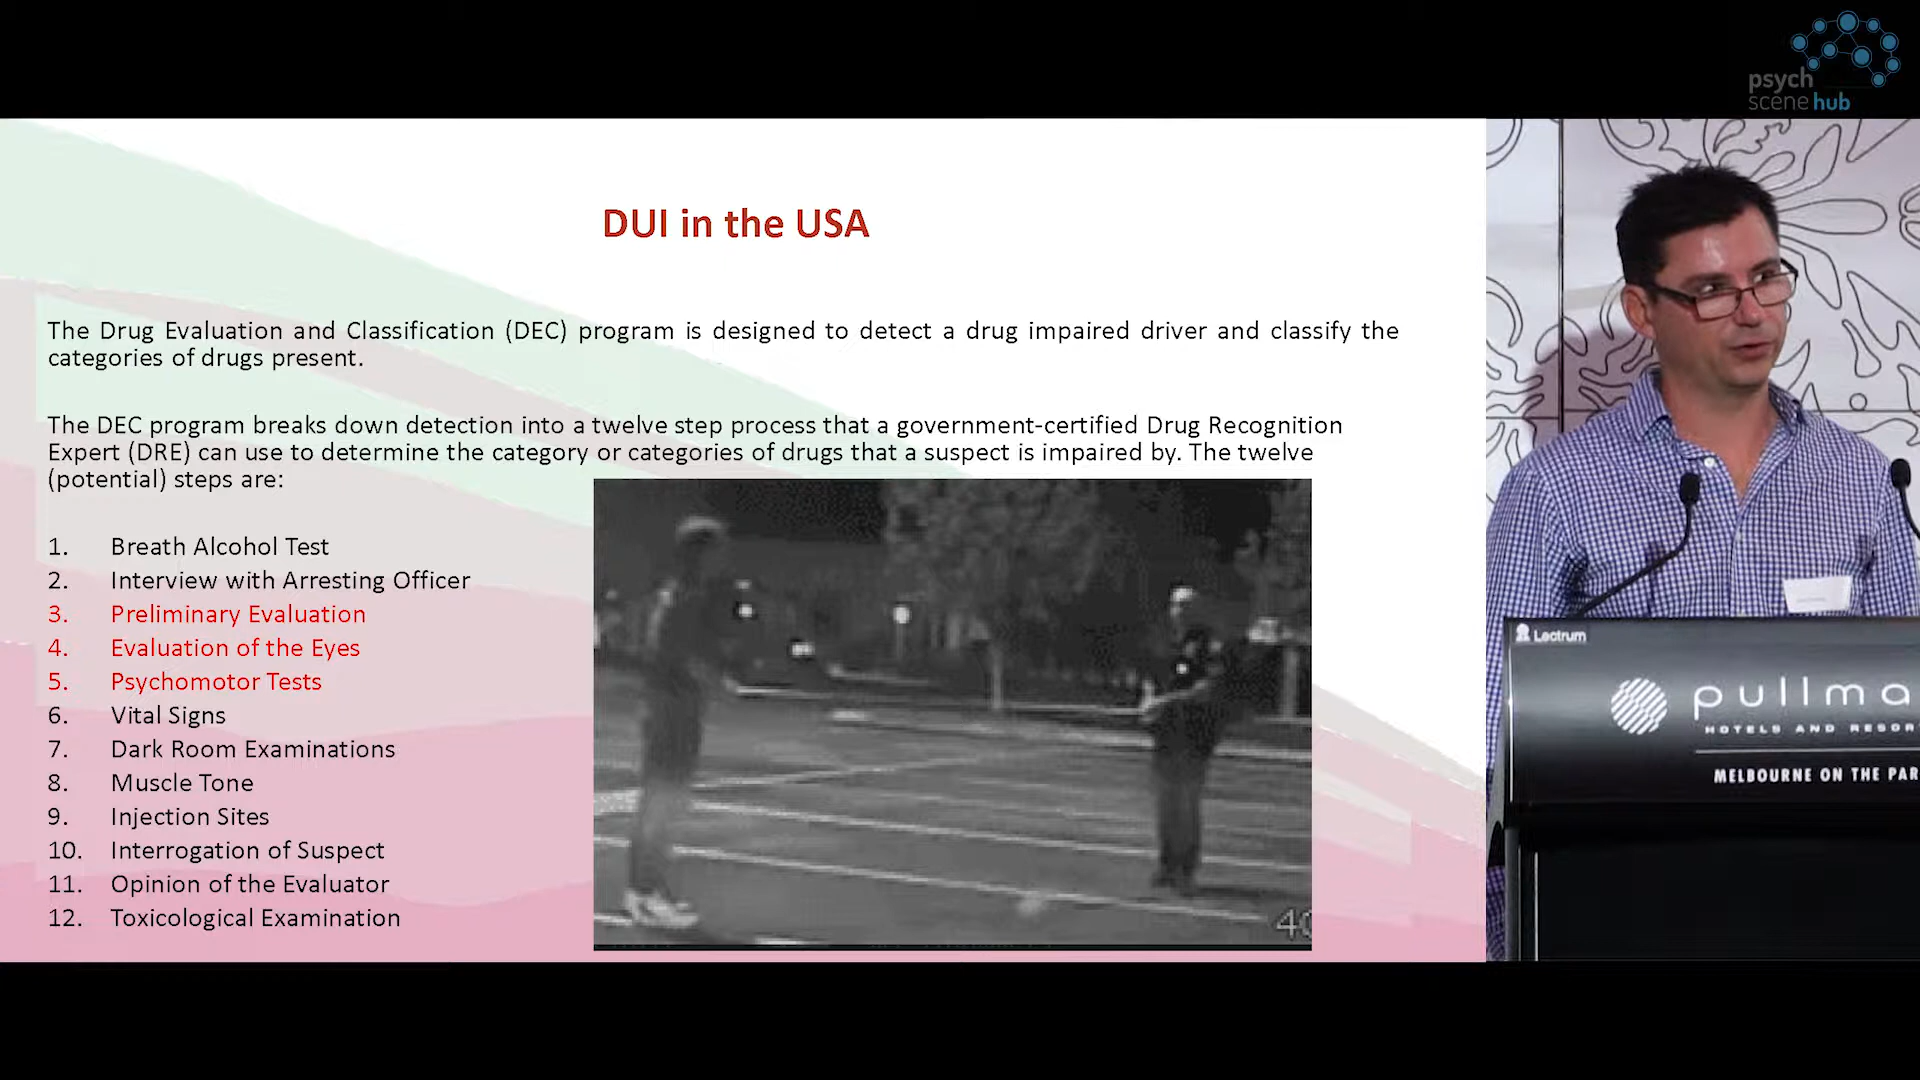 psych
scene hub
DUI in the USA
The Drug Evaluation and Classification (DEC) program is designed to detect a drug impaired driver and classify the
categories of drugs present.
The DEC program breaks down detection into a twelve step process that a government-certified Drug Recognition
Expert (DRE) can use to determine the category or categories of drugs that a suspect is impaired by. The twelve
(potential) steps are:
1. Breath Alcohol Test
2. Interview with Arresting Officer
3. Preliminary Evaluation
4. Evaluation of the Eyes
5. Psychomotor Tests
6. Vital Signs
7. Dark Room Examinations
8. Muscle Tone
9. Injection Sites
10. Interrogation of Suspect
11. Opinion of the Evaluator
12. Toxicological Examination
40
Lectrum
pullma
HOTELS AND RESOR
MELBOURNE ON THE PAR